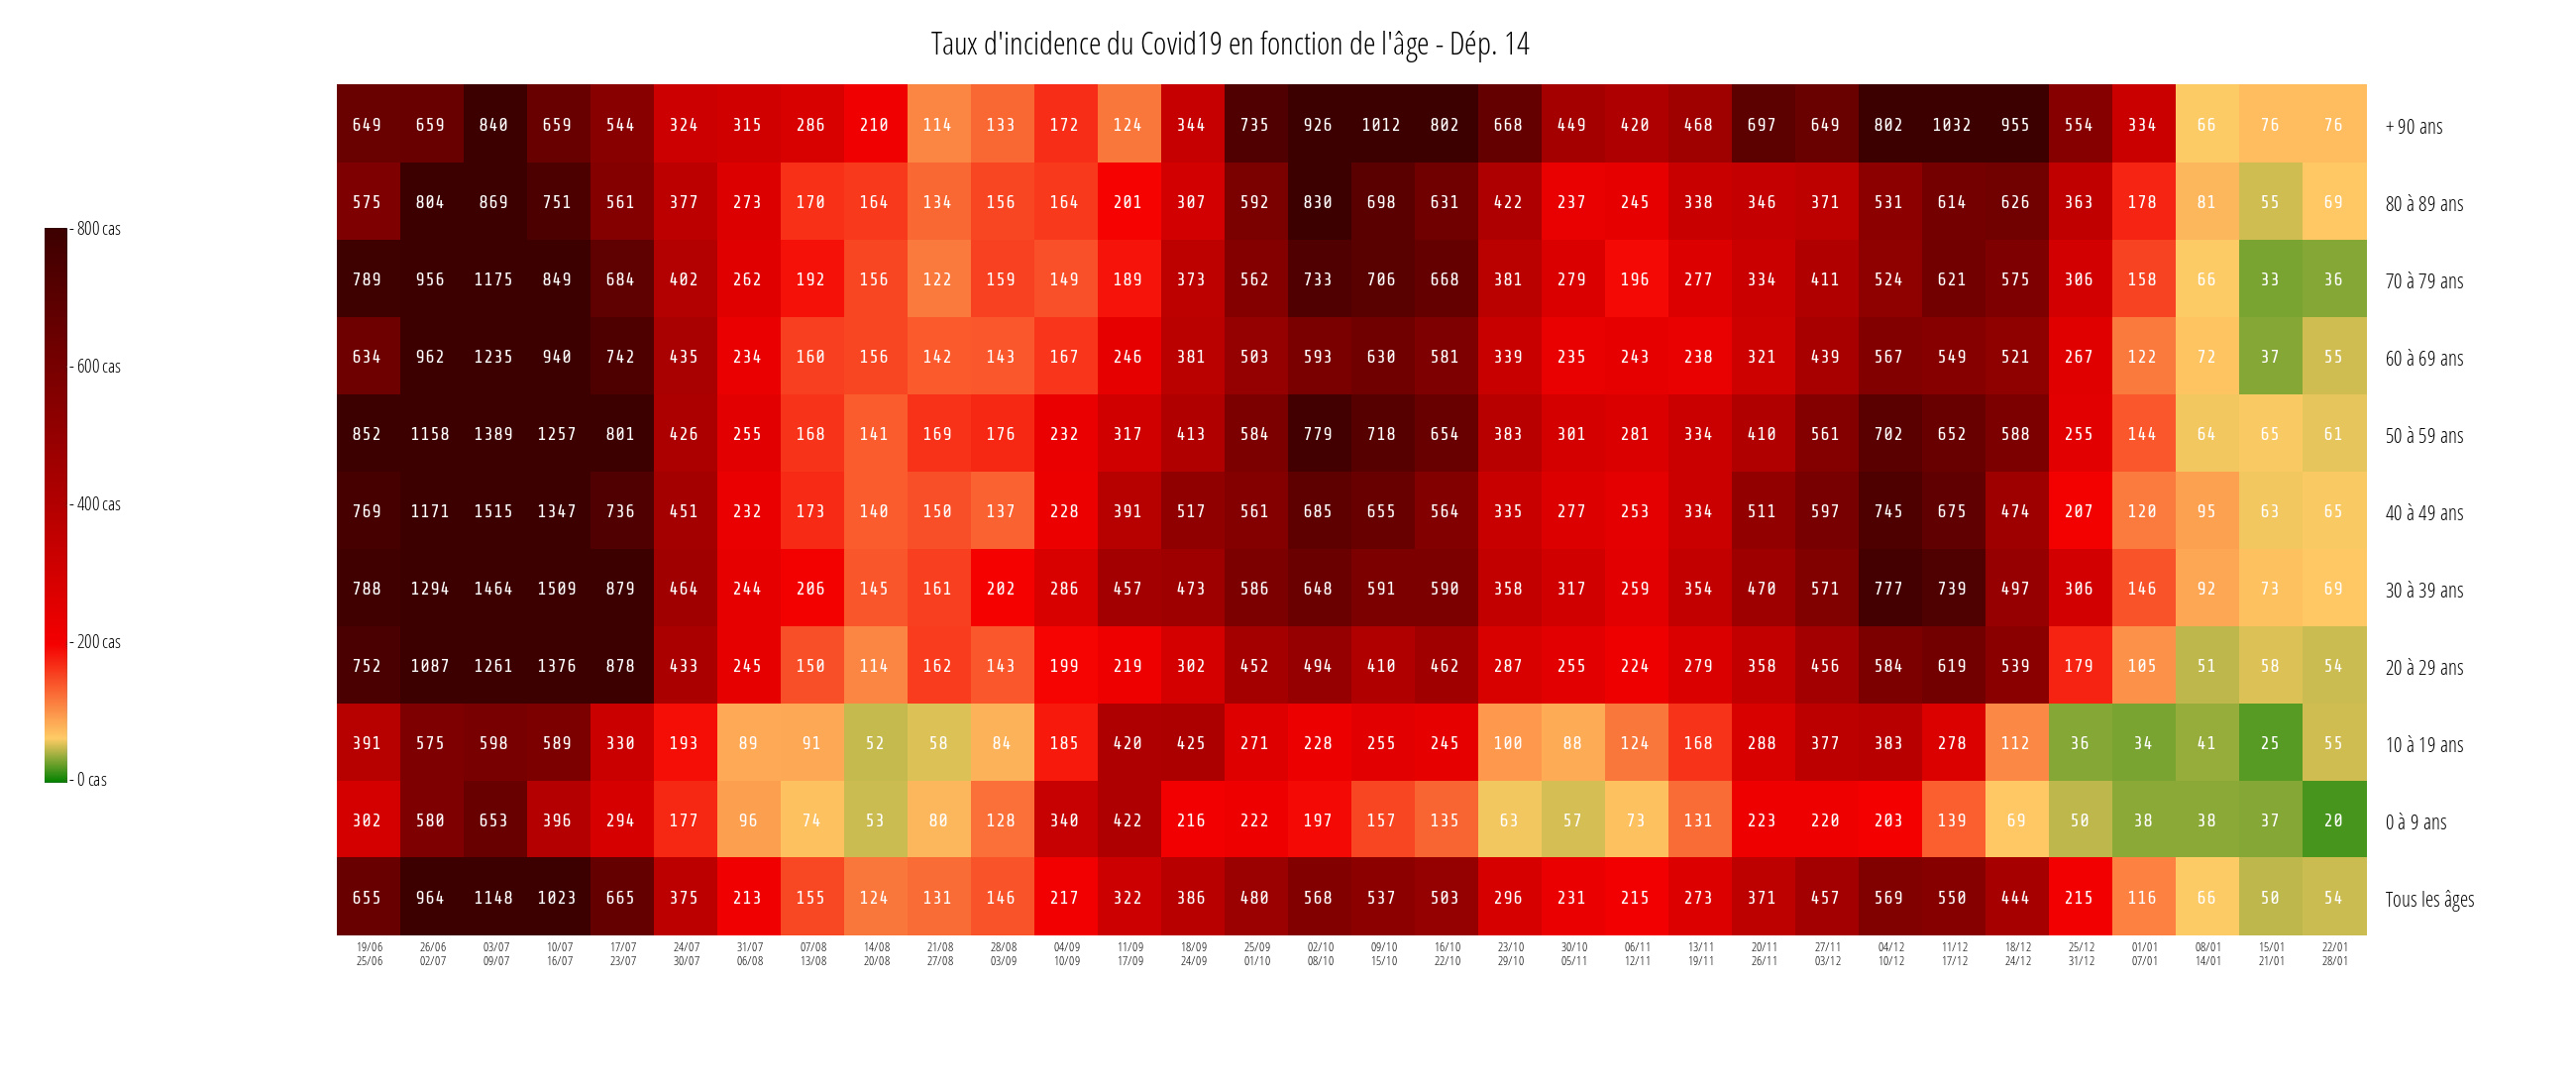 Taux d'incidence du Covid19 en fonction de l'âge - Dép. 14
649 659 840 659 544 324 315 286 210 114 133 172 124 344 735 926 1012 802 668 449 420 468 697 649 802 1032 955 554 334 66 76 76 + 90 ans
575 804 869 751 561 377 273 170 164 134 156 164 201 307 592 830 698 631 422 237 245 338 346 371 531 614 626 363 178 81 55 69 80 à 89 ans
- 800 cas
789 956 1175 849 684 402 262 192 156 122 159 149 189 373 562 733 706 668 381 279 196 277 334 411 524 621 575 306 158 66 33 36 70 à 79 ans
634 962 1235 940 742 435 234 160 156 142 143 167 246 381 503 593 630 581 339 235 243 238 321 439 567 549 521 267 122 72 37 55 60 à 69 ans
- 600 cas
852 1158 1389 1257 801 426 255 168 141 169 176 232 317 413 584 779 718 654 383 301 281 334 410 561 702 652 588 255 144 64 65 61 50 à 59 ans
- 400 cas
769 1171 1515 1347 736 451 232 173 140 150 137 228 391 517 561 685 655 564 335 277 253 334 511 597 745 675 474 207 120 95 63 65 40 à 49 ans
788 1294 1464 1509 879 464 244 206 145 161 202 286 457 473 586 648 591 590 358 317 259 354 470 571 777 739 497 306 146 92 73 69 30 à 39 ans
- 200 cas
752 1087 1261 1376 878 433 245 150 114 162 143 199 219 302 452 494 410 462 287 255 224 279 358 456 584 619 539 179 105 51 58 54 20 à 29 ans
391 575 598 589 330 193 89 91 52 58 84 185 420 425 271 228 255 245 100 88 124 168 288 377 383 278 112 36 34 41 25 55 10 à 19 ans
- 0 cas
302 580 653 396 294 177 96 74 53 80 128 340 422 216 222 197 157 135 63 57 73 131 223 220 203 139 69 50 38 38 37 20 0 à 9 ans
655 964 1148 1023 665 375 213 155 124 131 146 217 322 386 480 568 537 503 296 231 215 273 371 457 569 550 444 215 116 66 50 54 Tous les âges
19/06 26/06 03/07 10/07 17/07 24/07 31/07 07/08 14/08 21/08 28/08 04/09 11/09 18/09 25/09 02/10 09/10 16/10 23/10 30/10 06/11 13/11 20/11 27/11 04/12 11/12 18/12 25/12 01/01 08/01 15/01 22/01
25/06 02/07 09/07 16/07 23/07 30/07 06/08 13/08 20/08 27/08 03/09 10/09 17/09 24/09 01/10 08/10 15/10 22/10 29/10 05/11 12/11 19/11 26/11 03/12 10/12 17/12 24/12 31/12 07/01 14/01 21/01 28/01